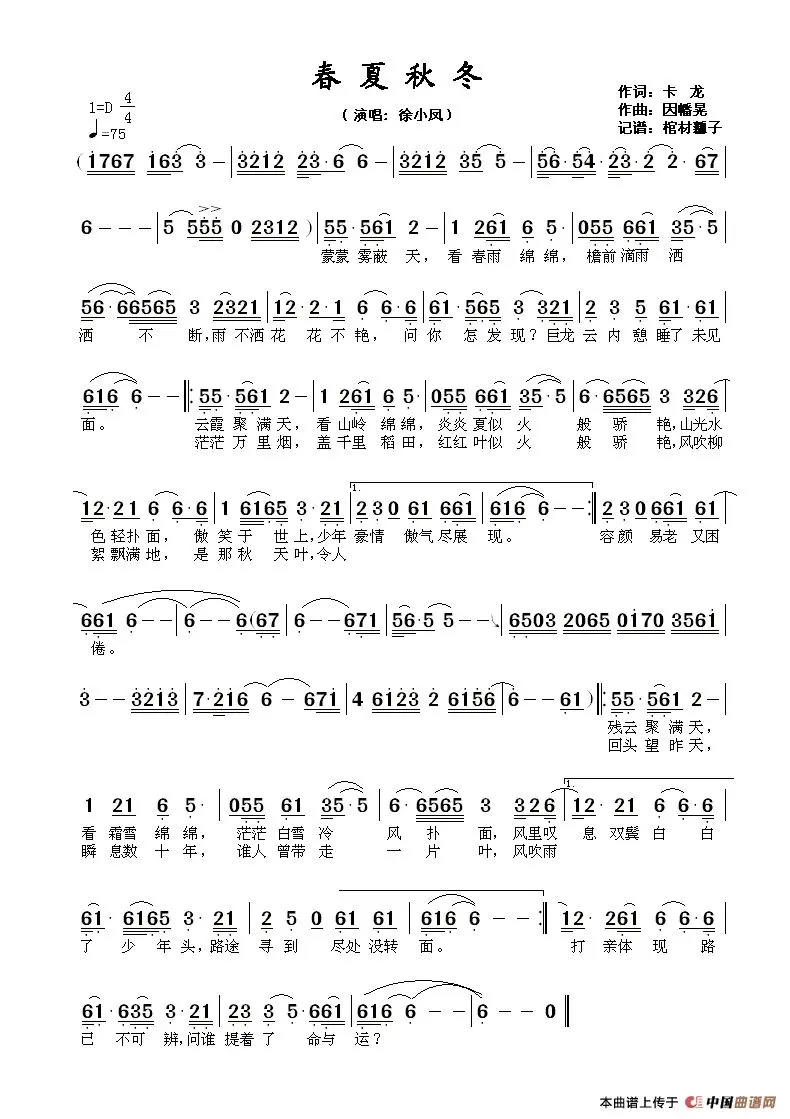 春夏秋冬
（演唱：徐小凤）
1=D 4/4
♩=75
作词：卡 龙
作曲：因幡晃
记谱：棺材瓤子
(1767 163 3-|3212 23·6 6-|3212 35 5-|56·54·23·2 2·67|
6---|5 555 0 2312)|55·561 2-|1 261 6 5·|055 661 35·5|
蒙蒙 雾蔽 天，看 春雨 绵 绵，檐前 滴雨 洒
56·66565 3 2321|12·2·1 6 6·6|61·565 3 321|2 3 5 61·61|
洒 不 断，雨 不洒 花 花 不 艳，问 你 怎 发 现？巨龙 云 内 憩 睡了 未见
616 6--|:55·561 2-|1 261 6 5·|055 661 35·5|6·6565 3 326|
面。 云霞 聚 满天，看 山岭 绵 绵，炎炎 夏似 火 般 骄 艳，山光水
茫茫 万 里 烟，盖 千里 稻 田，红红 叶似 火 般 骄 艳，风吹柳
12·21 6 6·6|1 6165 3·21|1. 2 3 0 61 661|616 6--:|2 3 0 661 61|
色 轻扑 面，傲 笑 于 世 上，少年 豪情 傲气 尽展 现。 容颜 易老 又困
絮 飘满 地，是 那 秋 天 叶，令人
661 6--|6--6(67|6--671|56·5 5--|6503 2065 0170 3561|
倦。
3--3213|7·216 6-671|4 6123 2 6156|6--61)|:55·561 2-|
残云 聚 满 天，
回头 望 昨 天，
1 21 6 5·|055 61 35·5|6·6565 3 326|1. 12·21 6 6·6|
看 霜雪 绵 绵，茫茫 白雪 冷 风 扑 面，风里叹 息 双鬓 白 白
瞬 息数 十 年，谁人 曾带 走 一 片 叶，风吹雨
61·6165 3·21|2 5 0 61 61|616 6--:|12·261 6 6·6|
了 少 年 头，路途 寻 到 尽处 没转 面。 打 亲体 现 路
61·635 3·21|23 3 5 661|616 6--|6--0‖
已 不可 辨，问谁 提着 了 命与 运？
本曲谱上传于 中国曲谱网